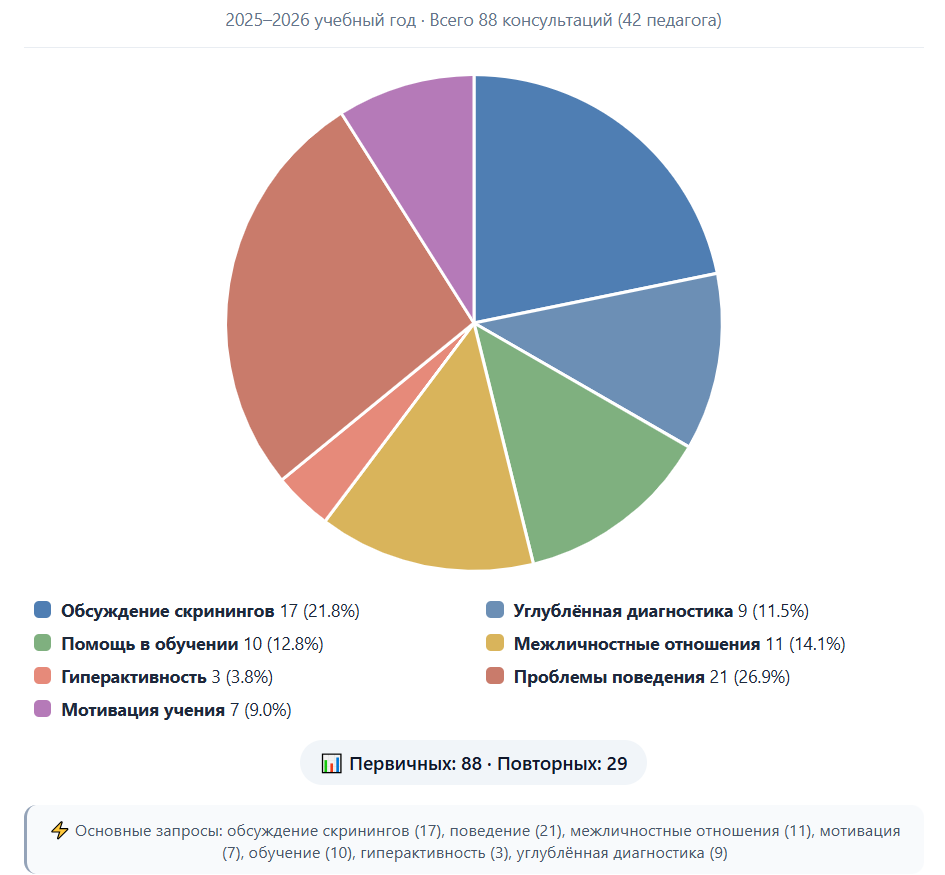 2025–2026 учебный год · Всего 88 консультаций (42 педагога)
Обсуждение скринингов 17 (21.8%)
Углублённая диагностика 9 (11.5%)
Помощь в обучении 10 (12.8%)
Межличностные отношения 11 (14.1%)
Гиперактивность 3 (3.8%)
Проблемы поведения 21 (26.9%)
Мотивация учения 7 (9.0%)
📊 Первичных: 88 · Повторных: 29
⚡ Основные запросы: обсуждение скринингов (17), поведение (21), межличностные отношения (11), мотивация
(7), обучение (10), гиперактивность (3), углублённая диагностика (9)